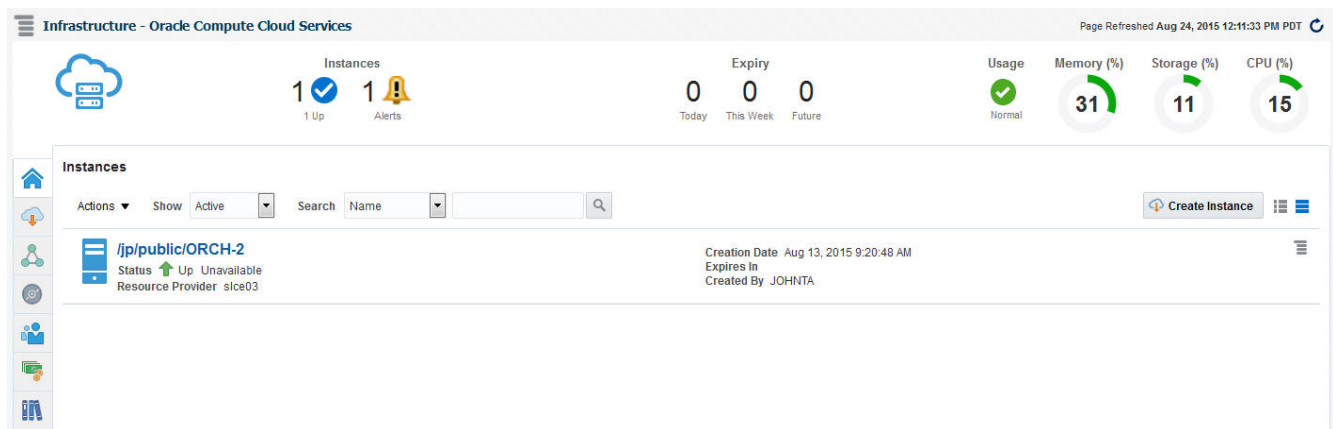 Infrastructure - Oracle Compute Cloud Services
Page Refreshed Aug 24, 2015 12:11:33 PM PDT
Instances
1 1
1 Up Alerts
Expiry
0 0 0
Today This Week Future
Usage Memory (%) Storage (%) CPU (%)
31 11 15
Normal
Instances
Actions Show Active Search Name Create Instance
/jp/public/ORCH-2
Status Up Unavailable
Resource Provider slce03
Creation Date Aug 13, 2015 9:20:48 AM
Expires In
Created By JOHNTA